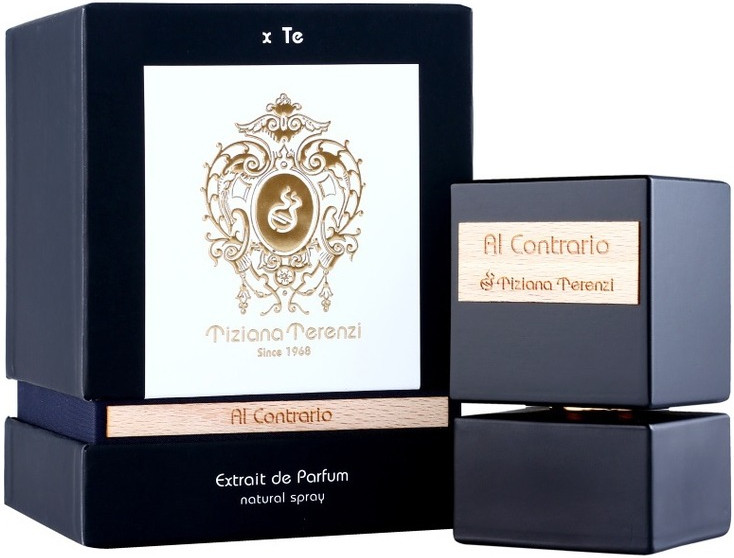 x Te
Tiziana Terenzi
Since 1968
Al Contrario
Extrait de Parfum
natural spray
Al Contrario
Tiziana Terenzi